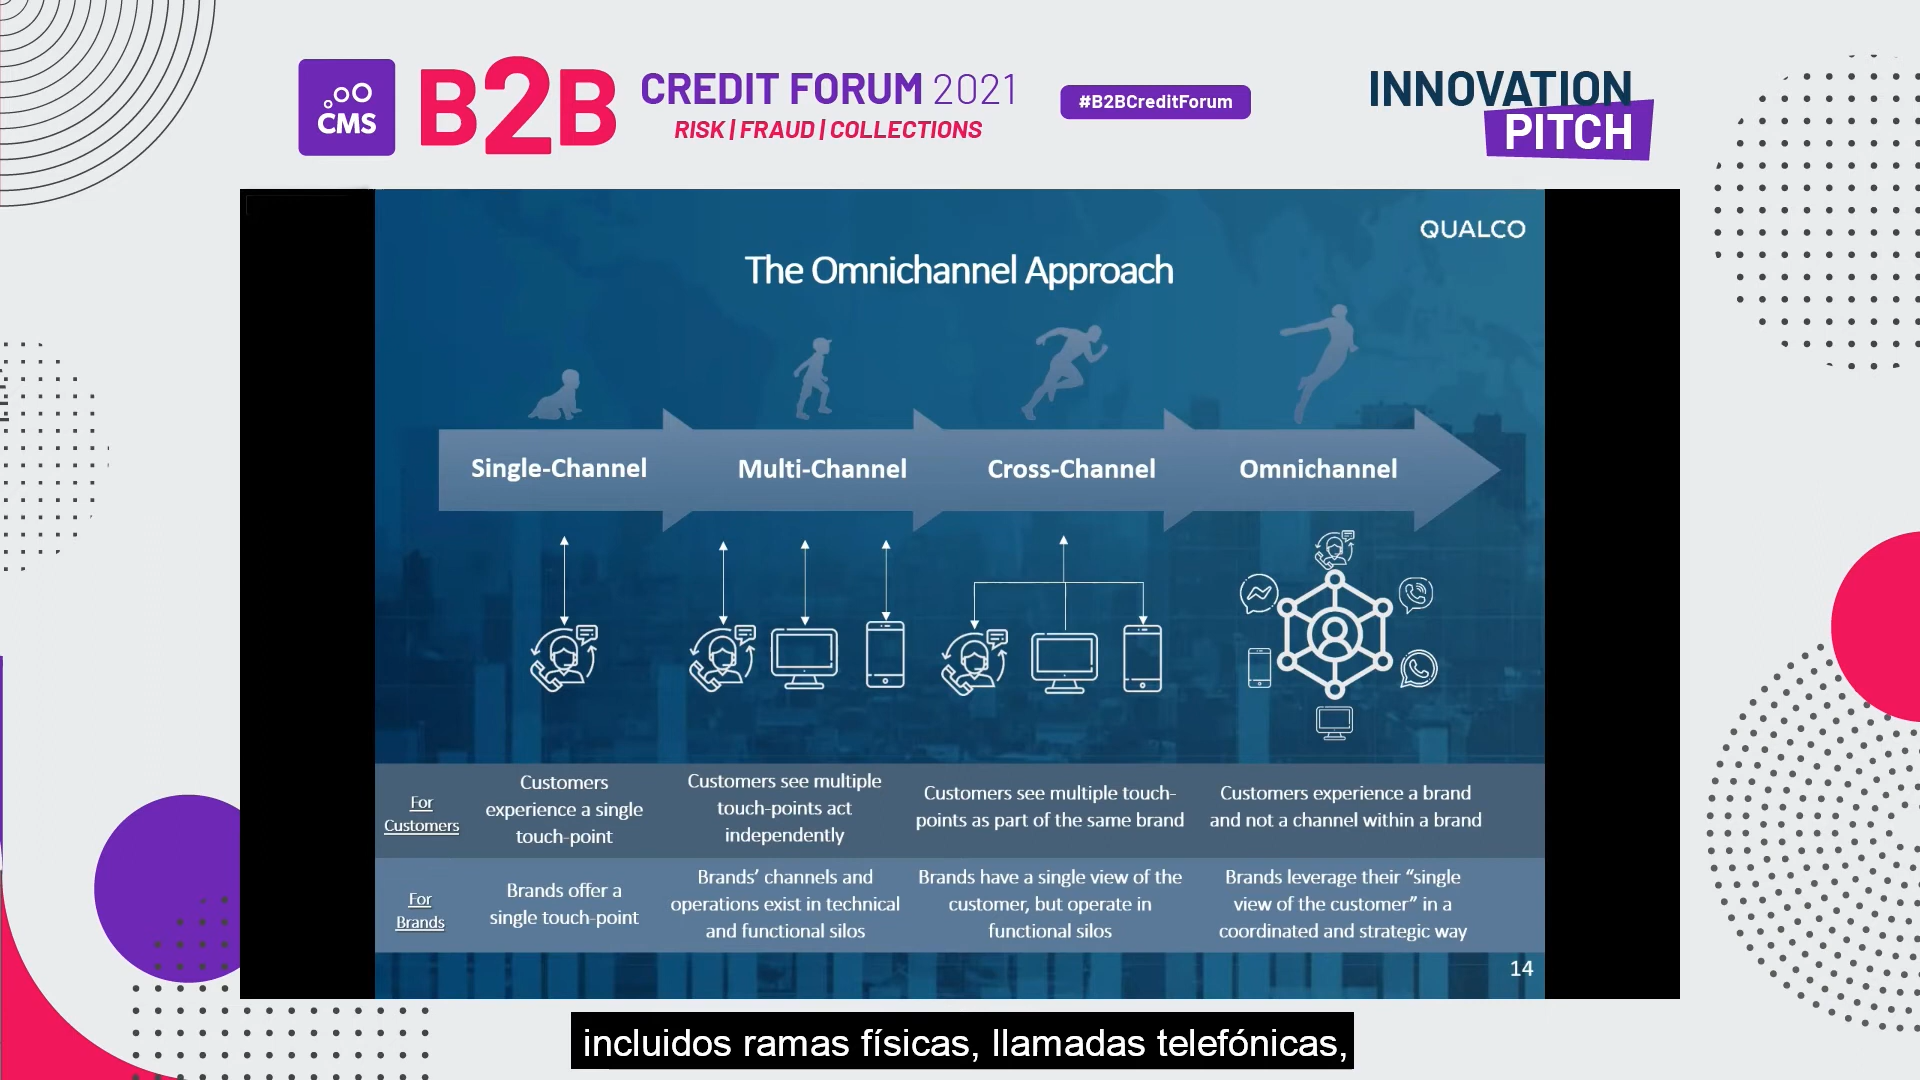 CMS
B2B
CREDIT FORUM 2021
RISK | FRAUD | COLLECTIONS
#B2BCreditForum
INNOVATION
PITCH
QUALCO
The Omnichannel Approach
Single-Channel
Multi-Channel
Cross-Channel
Omnichannel
For
Customers
Customers
experience a single
touch-point
Customers see multiple
touch-points act
independently
Customers see multiple touch-
points as part of the same brand
Customers experience a brand
and not a channel within a brand
For
Brands
Brands offer a
single touch-point
Brands’ channels and
operations exist in technical
and functional silos
Brands have a single view of the
customer, but operate in
functional silos
Brands leverage their “single
view of the customer” in a
coordinated and strategic way
14
incluidos ramas físicas, llamadas telefónicas,